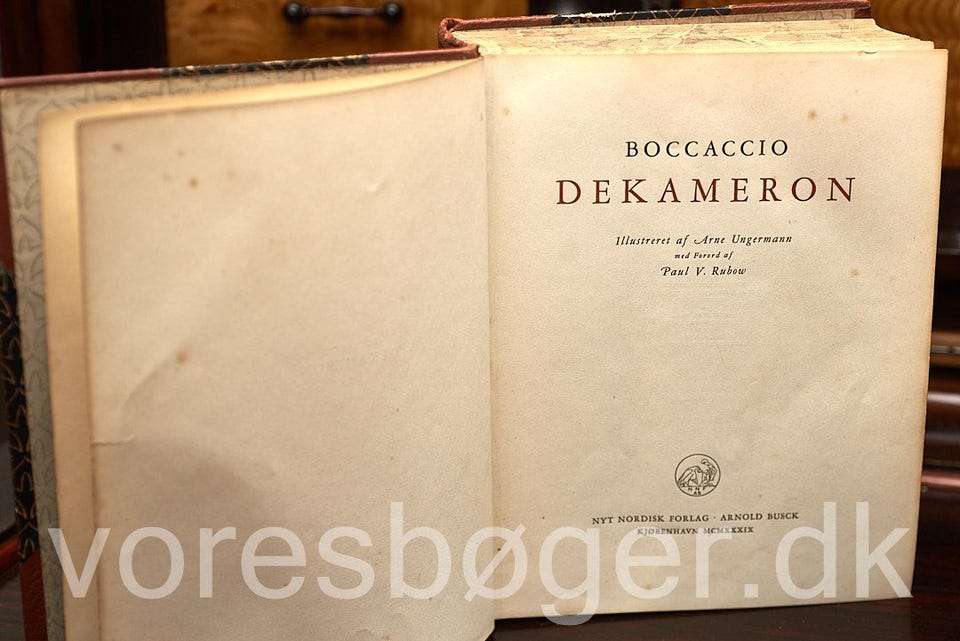 BOCCACCIO
DEKAMERON
Illustreret af Arne Ungermann
med Forord af
Paul V. Rubow
NYT NORDISK FORLAG · ARNOLD BUSCK
KJØBENHAVN MCMXXXIX
voresbøger.dk